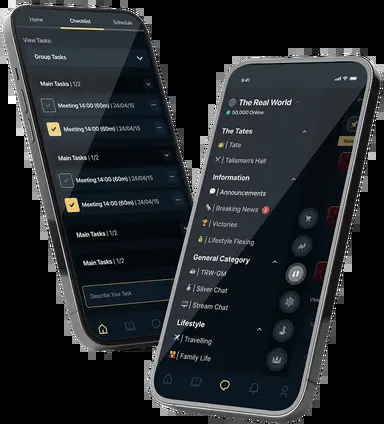 Home Checklist Schedule
View Tasks:
Group Tasks
Main Tasks | 1/2
Meeting 14:00 (60m) | 24/04/15
Meeting 14:00 (60m) | 24/04/15
Main Tasks | 1/2
Meeting 14:00 (60m) | 24/04/15
Meeting 14:00 (60m) | 24/04/15
Main Tasks | 1/2
Main Tasks | 1/2
Describe Your Task
9:41
The Real World
50,000 Online
The Tates
| Tate
| Talisman's Hall
Information
| Announcements
| Breaking News
| Victories
| Lifestyle Flexing
General Category
| TRW-GM
| Silver Chat
| Stream Chat
Lifestyle
| Travelling
| Family Life
New
View